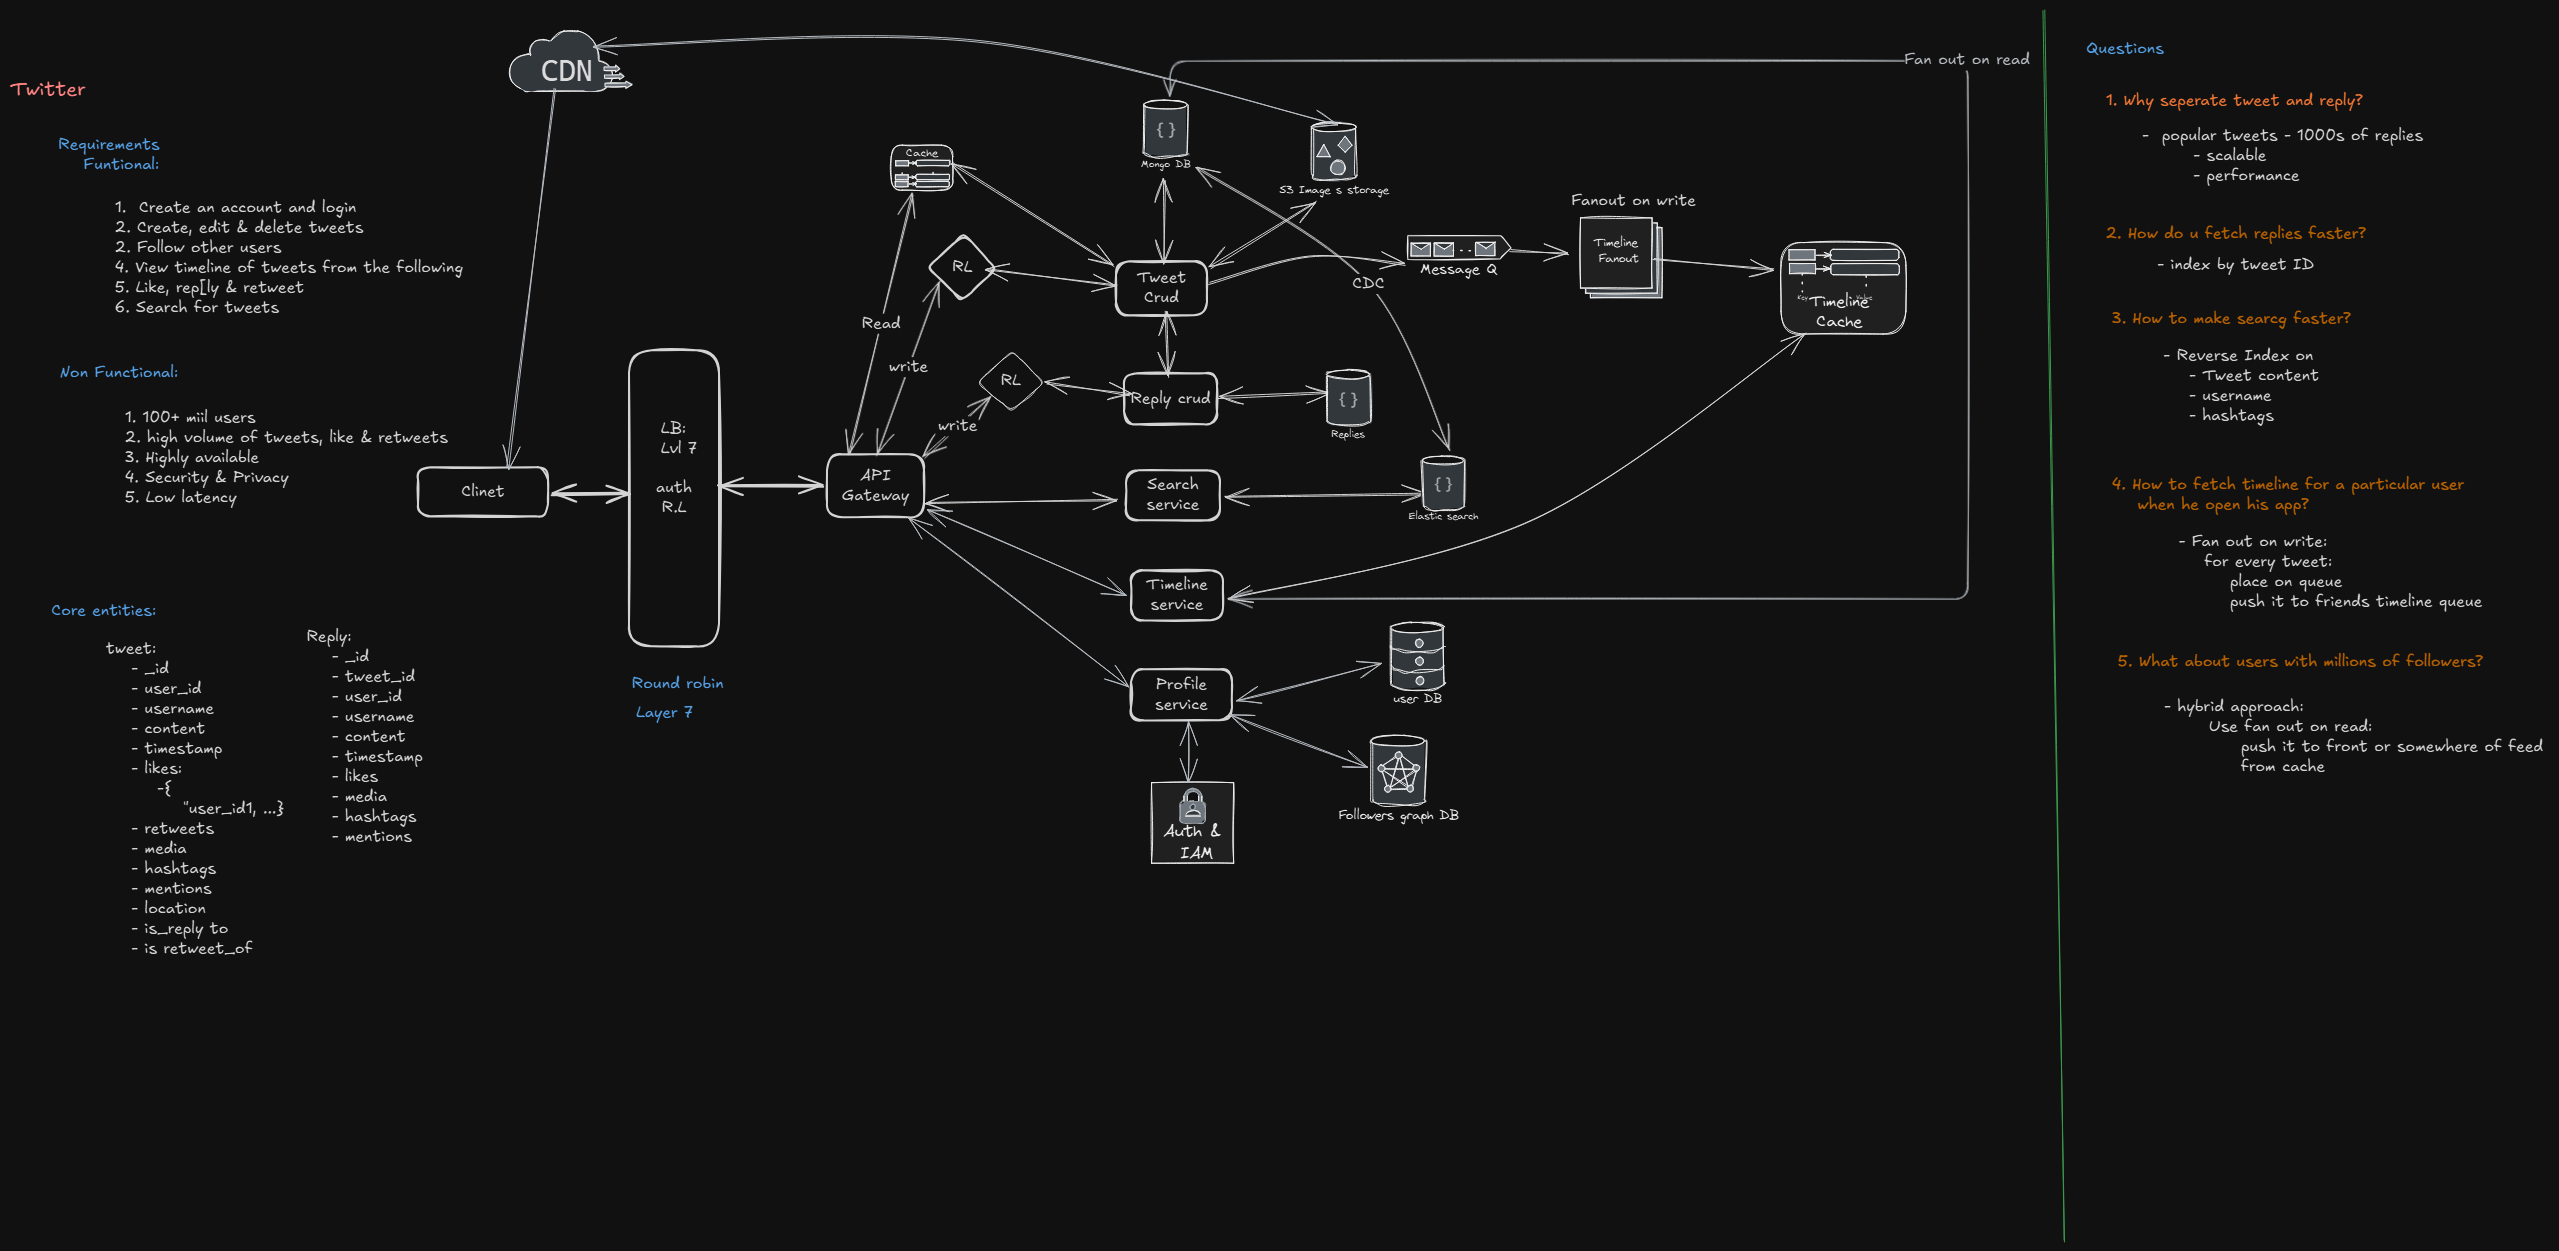 Twitter
Requirements
Funtional:
1. Create an account and login
2. Create, edit & delete tweets
2. Follow other users
4. View timeline of tweets from the following
5. Like, rep[ly & retweet
6. Search for tweets
Non Functional:
1. 100+ miil users
2. high volume of tweets, like & retweets
3. Highly available
4. Security & Privacy
5. Low latency
Core entities:
tweet:
- _id
- user_id
- username
- content
- timestamp
- likes:
-{
"user_id1, ...}
- retweets
- media
- hashtags
- mentions
- location
- is_reply to
- is retweet_of
Reply:
- _id
- tweet_id
- user_id
- username
- content
- timestamp
- likes
- media
- hashtags
- mentions
CDN
Clinet
LB:
Lvl 7
auth
R.L
Round robin
Layer 7
API
Gateway
Read
write
write
Cache
RL
RL
Mongo DB
{ }
S3 Image s storage
Tweet
Crud
Reply crud
{ }
Replies
Search
service
{ }
Elastic search
CDC
Timeline
service
Profile
service
user DB
Followers graph DB
Auth &
IAM
Message Q
Fanout on write
Timeline
Fanout
Key
Value
Timeline
Cache
Fan out on read
Questions
1. Why seperate tweet and reply?
- popular tweets - 1000s of replies
- scalable
- performance
2. How do u fetch replies faster?
- index by tweet ID
3. How to make searcg faster?
- Reverse Index on
- Tweet content
- username
- hashtags
4. How to fetch timeline for a particular user
when he open his app?
- Fan out on write:
for every tweet:
place on queue
push it to friends timeline queue
5. What about users with millions of followers?
- hybrid approach:
Use fan out on read:
push it to front or somewhere of feed
from cache